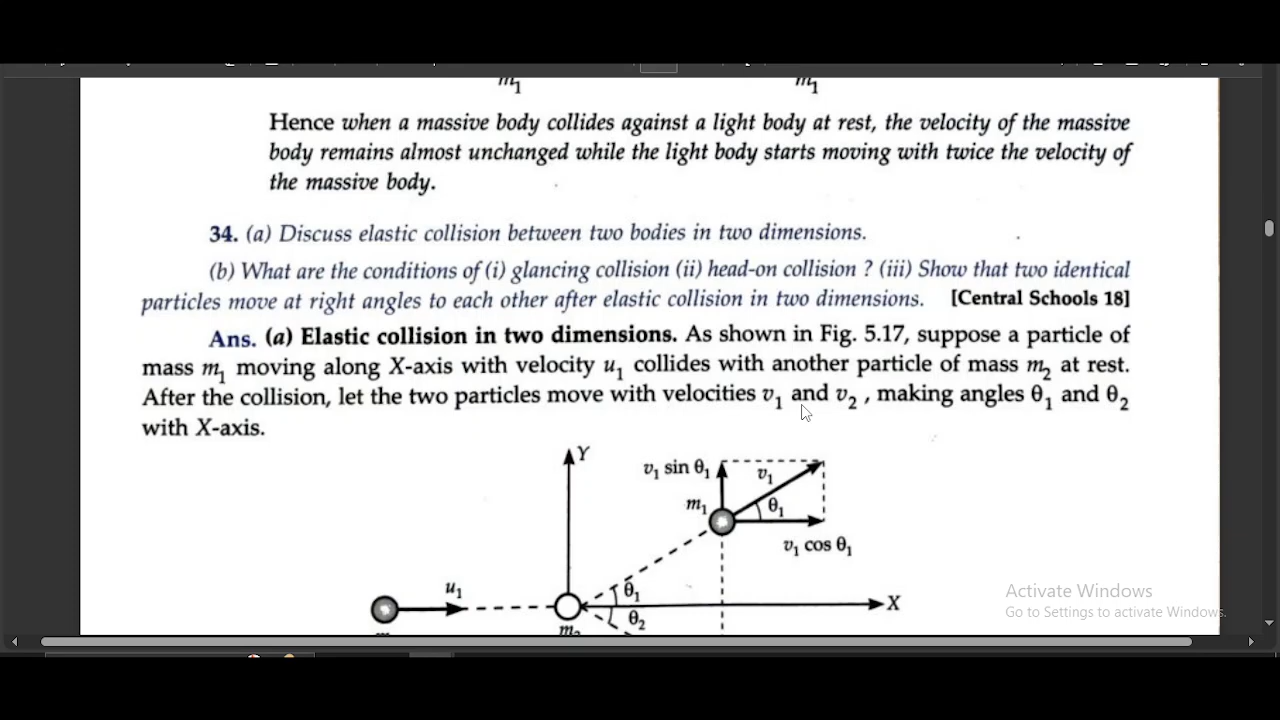 m₁ m₁
Hence when a massive body collides against a light body at rest, the velocity of the massive
body remains almost unchanged while the light body starts moving with twice the velocity of
the massive body.
34. (a) Discuss elastic collision between two bodies in two dimensions.
(b) What are the conditions of (i) glancing collision (ii) head-on collision ? (iii) Show that two identical
particles move at right angles to each other after elastic collision in two dimensions. [Central Schools 18]
Ans. (a) Elastic collision in two dimensions. As shown in Fig. 5.17, suppose a particle of
mass m₁ moving along X-axis with velocity u₁ collides with another particle of mass m₂ at rest.
After the collision, let the two particles move with velocities v₁ and v₂ , making angles θ₁ and θ₂
with X-axis.
Y
v₁ sin θ₁
v₁
m₁
θ₁
v₁ cos θ₁
u₁
θ₁
X
θ₂
Activate Windows
Go to Settings to activate Windows.